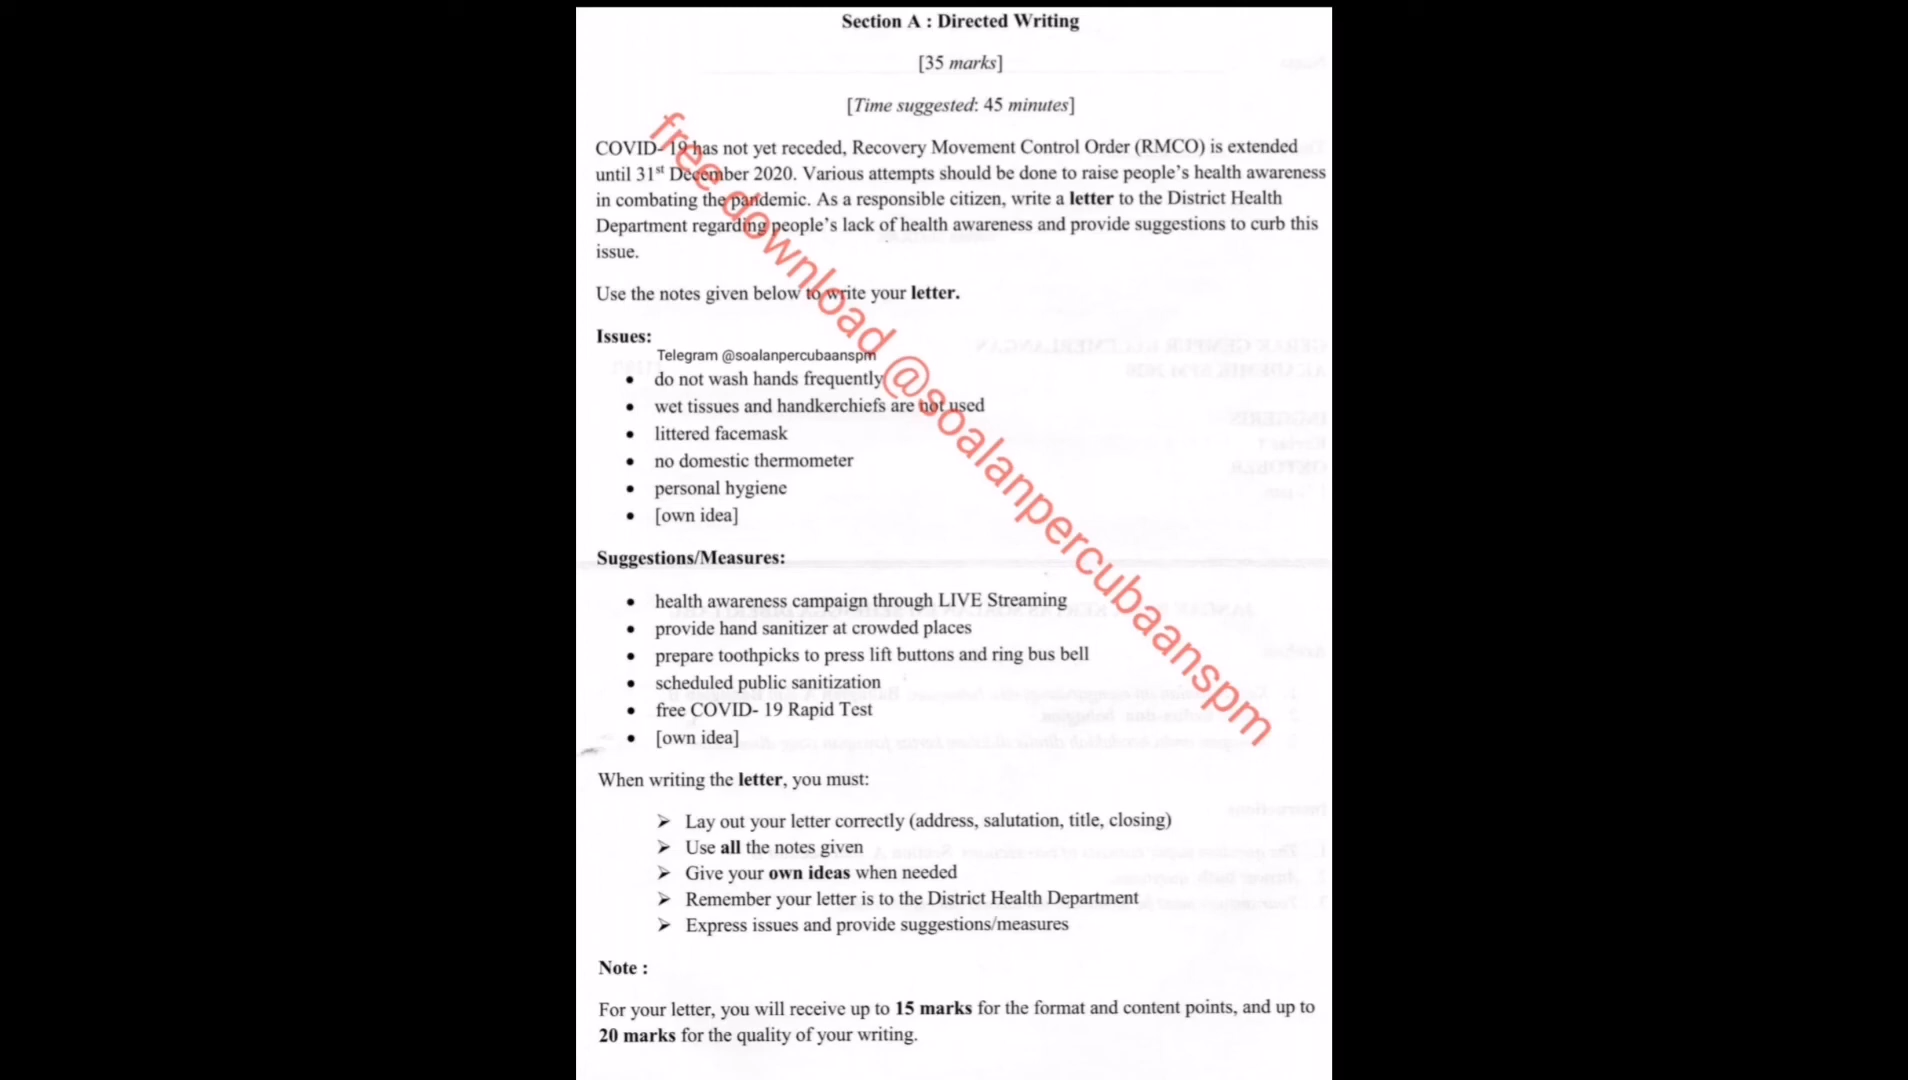 Section A : Directed Writing
[35 marks]
[Time suggested: 45 minutes]
COVID- 19 has not yet receded, Recovery Movement Control Order (RMCO) is extended
until 31st December 2020. Various attempts should be done to raise people's health awareness
in combating the pandemic. As a responsible citizen, write a letter to the District Health
Department regarding people's lack of health awareness and provide suggestions to curb this
issue.
Use the notes given below to write your letter.
Issues:
Telegram @soalanpercubaanspm
• do not wash hands frequently
• wet tissues and handkerchiefs are not used
• littered facemask
• no domestic thermometer
• personal hygiene
• [own idea]
Suggestions/Measures:
• health awareness campaign through LIVE Streaming
• provide hand sanitizer at crowded places
• prepare toothpicks to press lift buttons and ring bus bell
• scheduled public sanitization
• free COVID- 19 Rapid Test
• [own idea]
When writing the letter, you must:
➢ Lay out your letter correctly (address, salutation, title, closing)
➢ Use all the notes given
➢ Give your own ideas when needed
➢ Remember your letter is to the District Health Department
➢ Express issues and provide suggestions/measures
Note :
For your letter, you will receive up to 15 marks for the format and content points, and up to
20 marks for the quality of your writing.
free download @soalanpercubaanspm